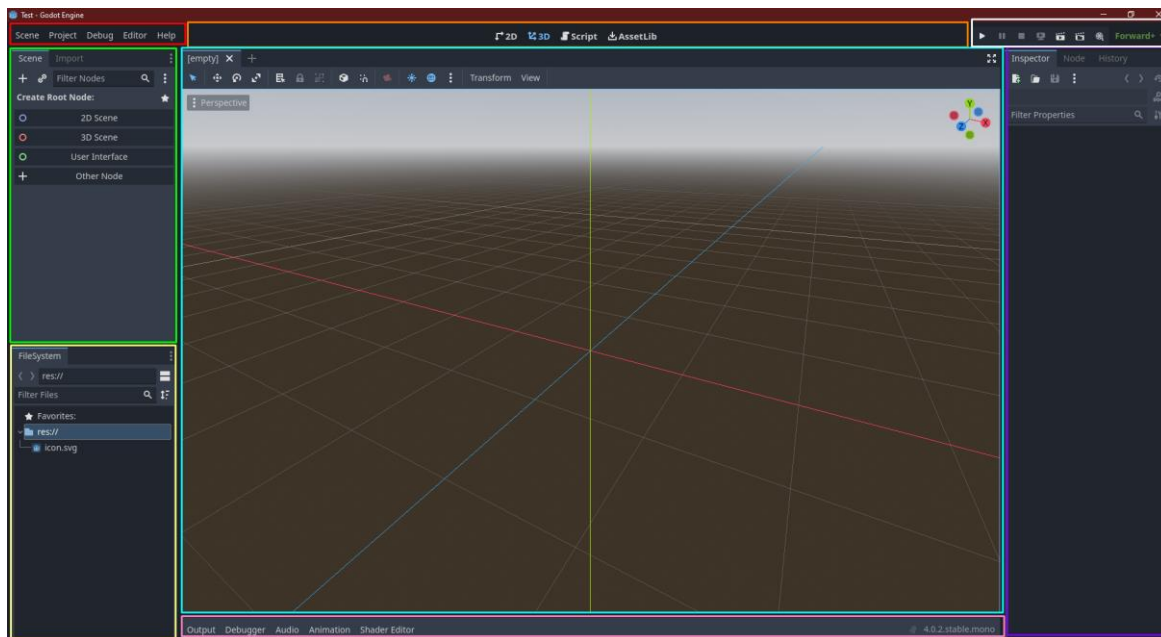 Test - Godot Engine
Scene Project Debug Editor Help
2D 3D Script AssetLib
Forward+
Scene Import
Filter Nodes
Create Root Node:
2D Scene
3D Scene
User Interface
Other Node
FileSystem
res://
Filter Files
Favorites:
res://
icon.svg
[empty]
Transform View
Perspective
Y
X
Z
Output Debugger Audio Animation Shader Editor
4.0.2.stable.mono
Inspector Node History
Filter Properties